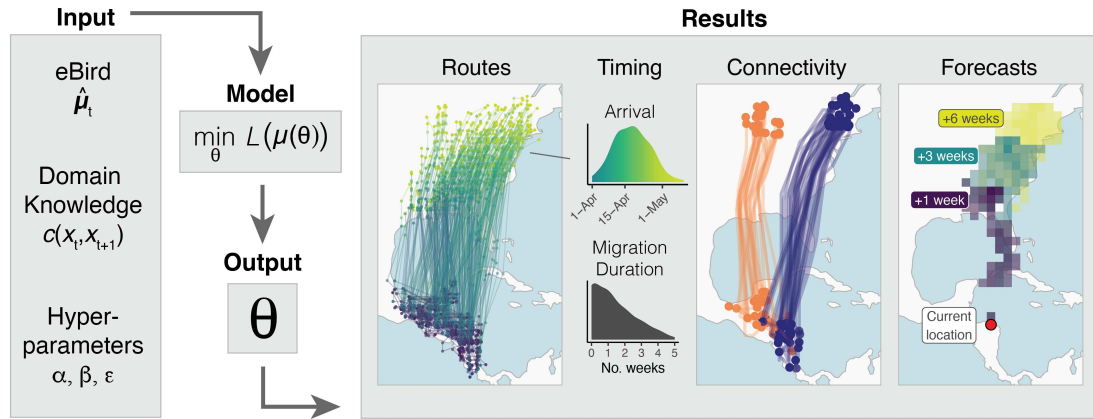 Input
eBird
μ̂t
Domain
Knowledge
c(xt,xt+1)
Hyper-
parameters
α, β, ε
Model
min L(μ(θ))
θ
Output
θ
Results
Routes
Timing
Arrival
1–Apr
15–Apr
1–May
Migration
Duration
0 1 2 3 4 5
No. weeks
Connectivity
Forecasts
+6 weeks
+3 weeks
+1 week
Current
location